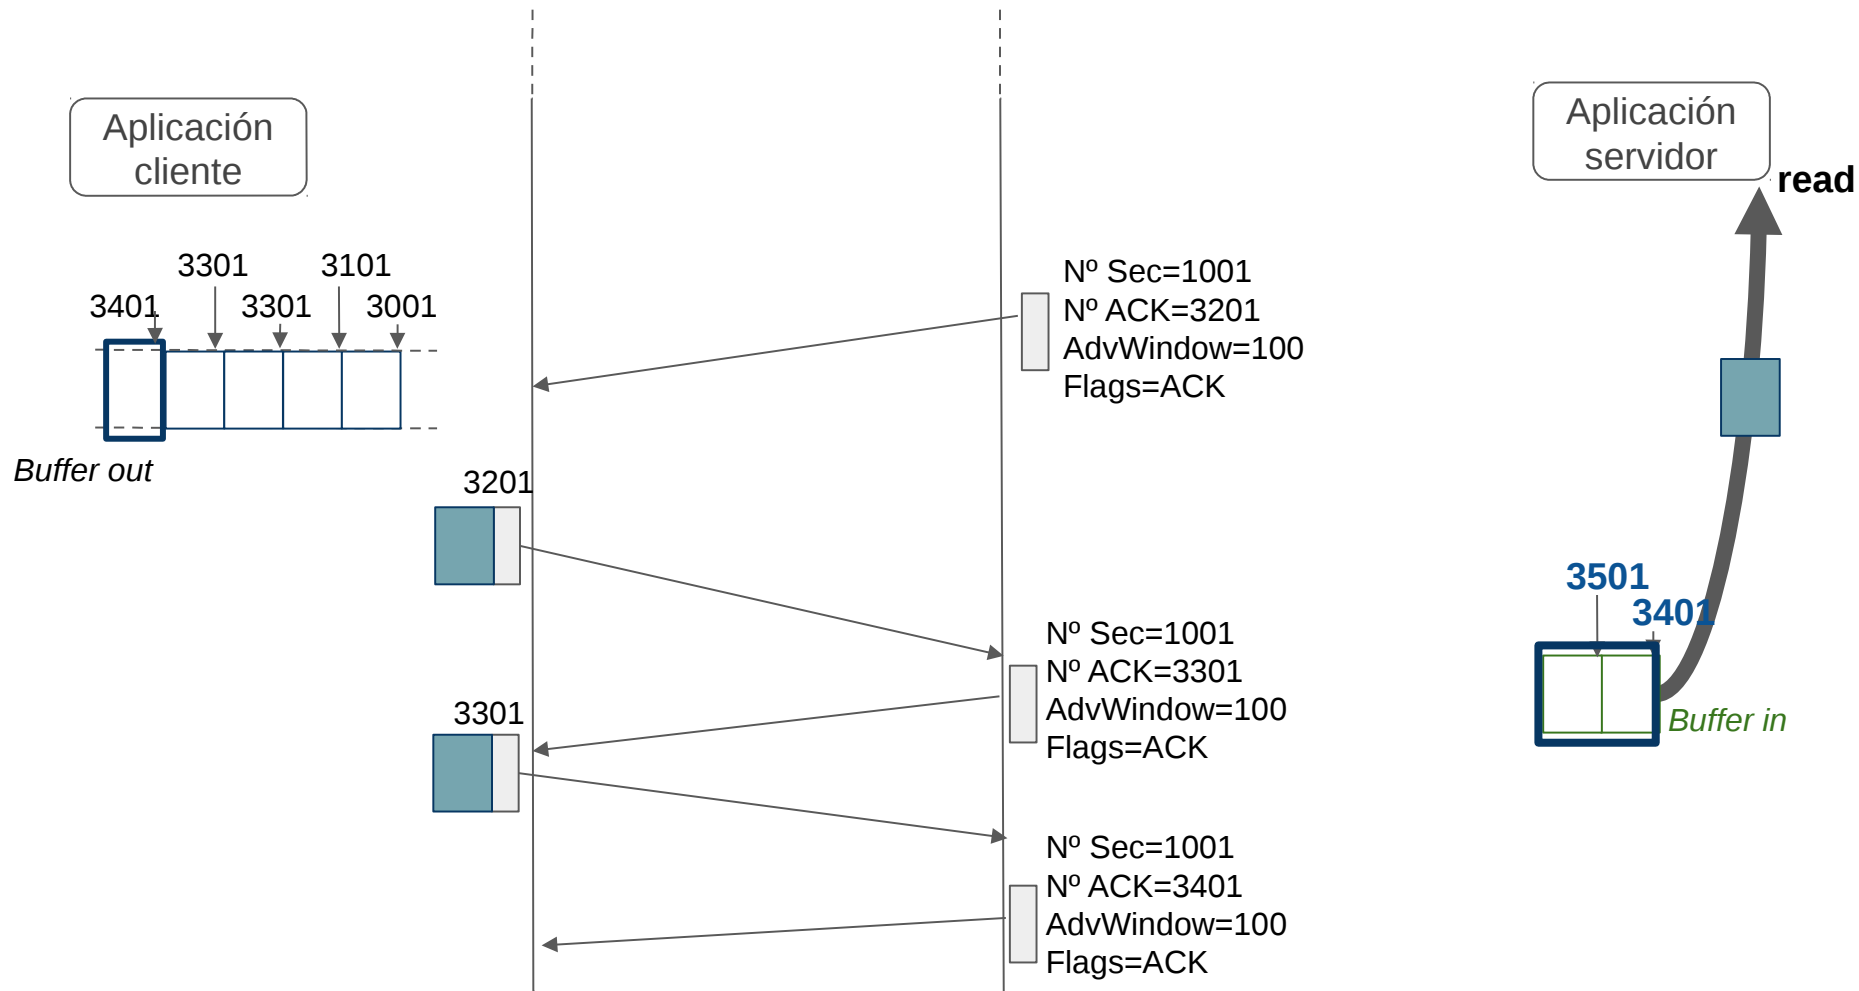 Aplicación
cliente
3301
3101
3401
3301
3001
Buffer out
3201
3301
Nº Sec=1001
Nº ACK=3201
AdvWindow=100
Flags=ACK
Nº Sec=1001
Nº ACK=3301
AdvWindow=100
Flags=ACK
Nº Sec=1001
Nº ACK=3401
AdvWindow=100
Flags=ACK
Aplicación
servidor
read
3501
3401
Buffer in